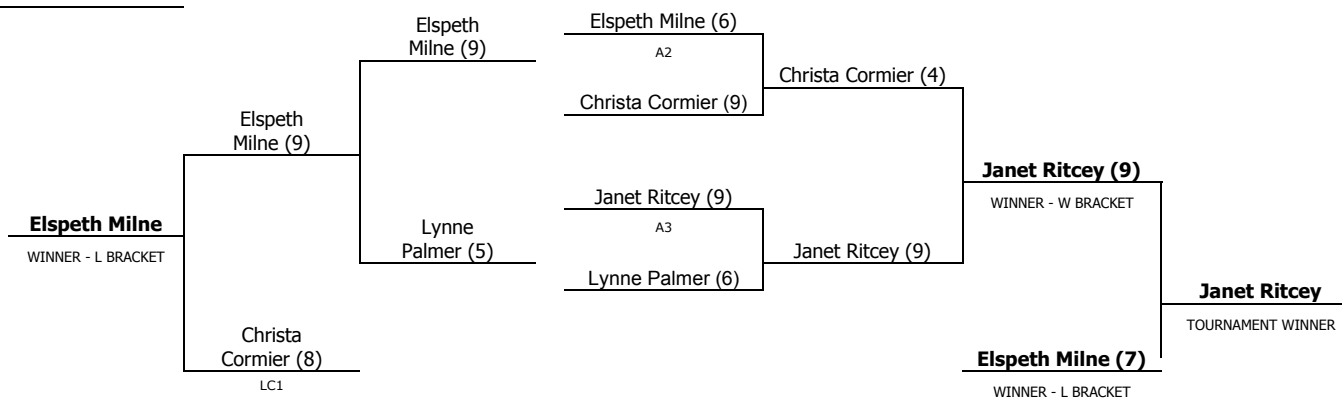 Elspeth
Milne (9)
Elspeth Milne (6)
A2
Christa Cormier (9)
Christa Cormier (4)
Elspeth
Milne (9)
Janet Ritcey (9)
WINNER - W BRACKET
Janet Ritcey (9)
A3
Lynne Palmer (6)
Janet Ritcey (9)
Elspeth Milne
WINNER - L BRACKET
Lynne
Palmer (5)
Janet Ritcey
TOURNAMENT WINNER
Christa
Cormier (8)
LC1
Elspeth Milne (7)
WINNER - L BRACKET